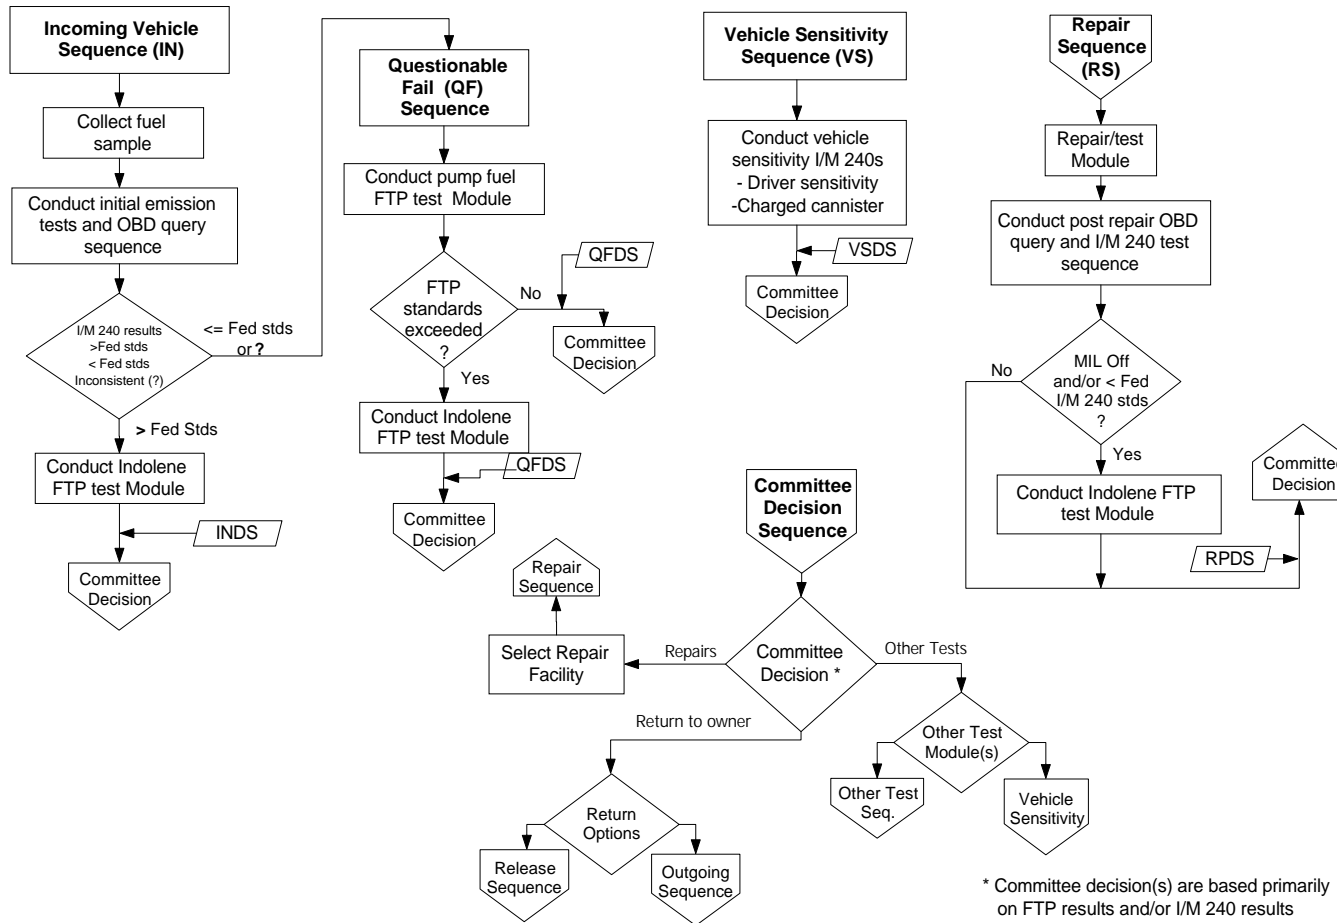 Incoming Vehicle
Sequence (IN)
Collect fuel
sample
Conduct initial emission
tests and OBD query
sequence
I/M 240 results
>Fed stds
< Fed stds
Inconsistent (?)
<= Fed stds
or ?
> Fed Stds
Conduct Indolene
FTP test Module
INDS
Committee
Decision
Questionable
Fail (QF)
Sequence
Conduct pump fuel
FTP test Module
QFDS
FTP
standards
exceeded
?
No
Committee
Decision
Yes
Conduct Indolene
FTP test Module
QFDS
Committee
Decision
Vehicle Sensitivity
Sequence (VS)
Conduct vehicle
sensitivity I/M 240s
- Driver sensitivity
-Charged cannister
VSDS
Committee
Decision
Repair
Sequence
(RS)
Repair/test
Module
Conduct post repair OBD
query and I/M 240 test
sequence
No
MIL Off
and/or < Fed
I/M 240 stds
?
Yes
Conduct Indolene FTP
test Module
Committee
Decision
RPDS
Committee
Decision
Sequence
Repair
Sequence
Select Repair
Facility
Repairs
Committee
Decision *
Other Tests
Return to owner
Other Test
Module(s)
Other Test
Seq.
Vehicle
Sensitivity
Return
Options
Release
Sequence
Outgoing
Sequence
* Committee decision(s) are based primarily
on FTP results and/or I/M 240 results